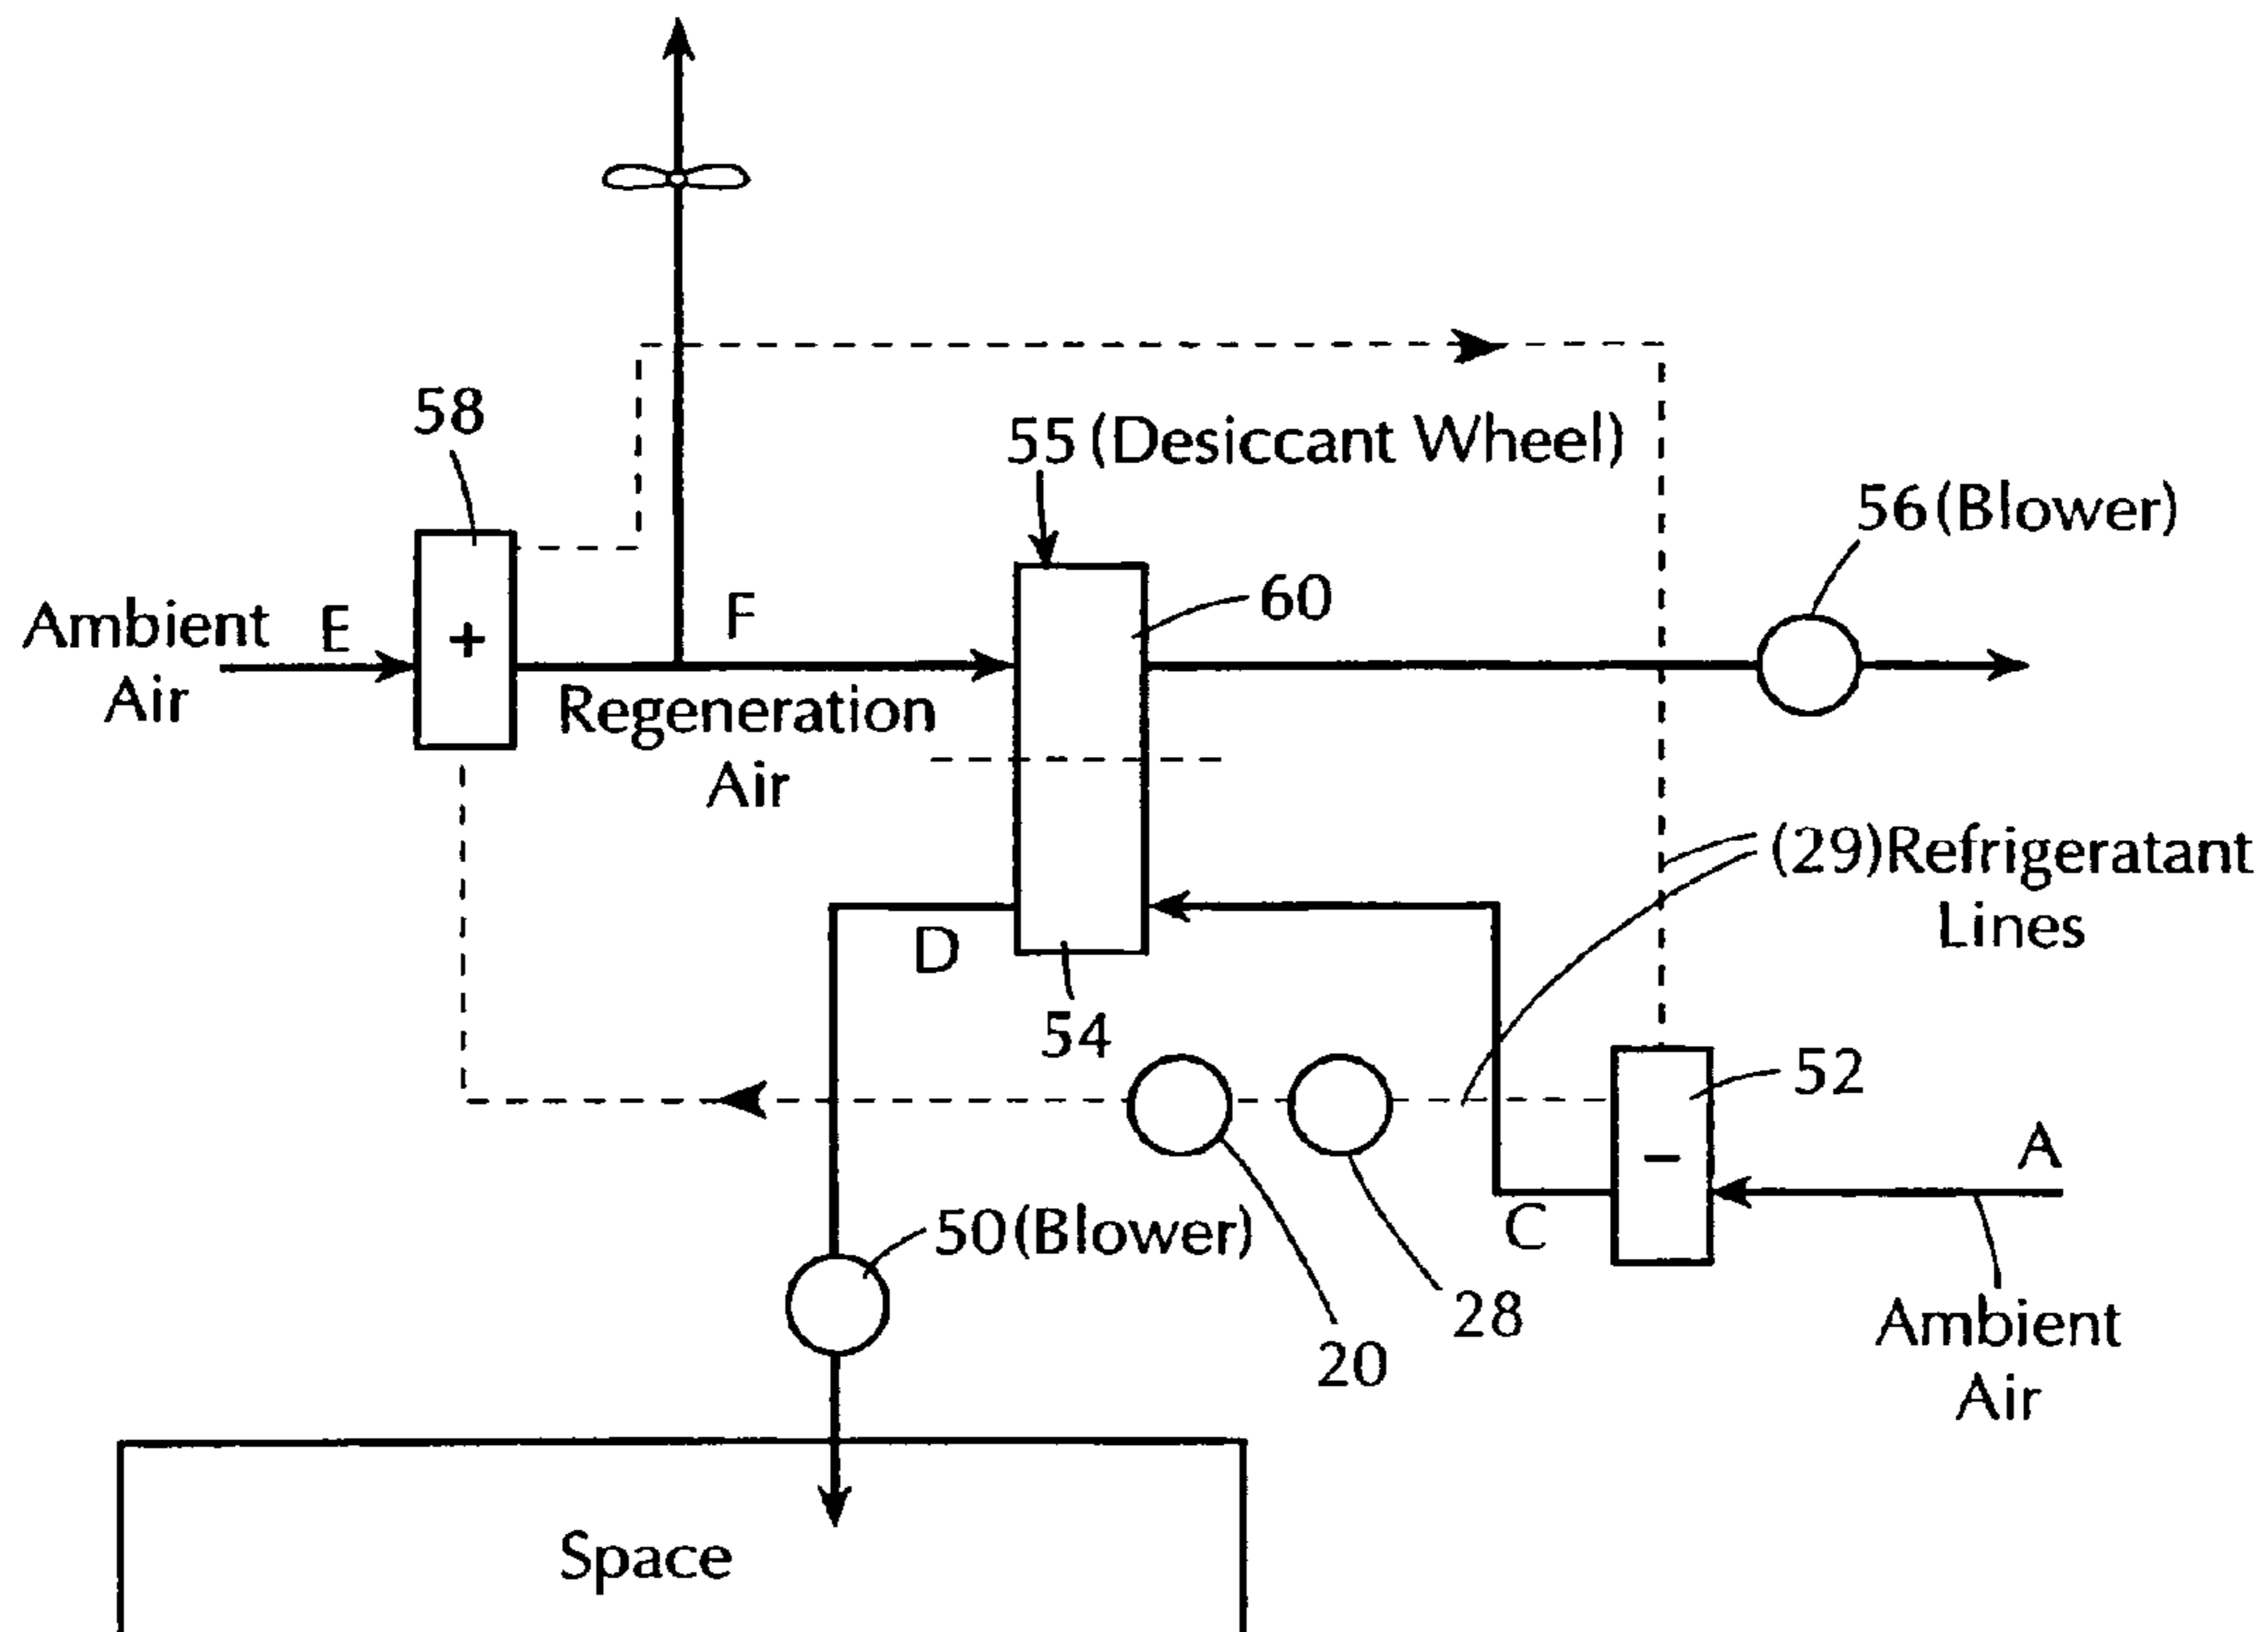 58
55 (Desiccant Wheel)
56 (Blower)
60
Ambient
Air
E
+
F
Regeneration
Air
(29) Refrigeratant
Lines
D
54
52
−
A
C
50 (Blower)
28
20
Ambient
Air
Space